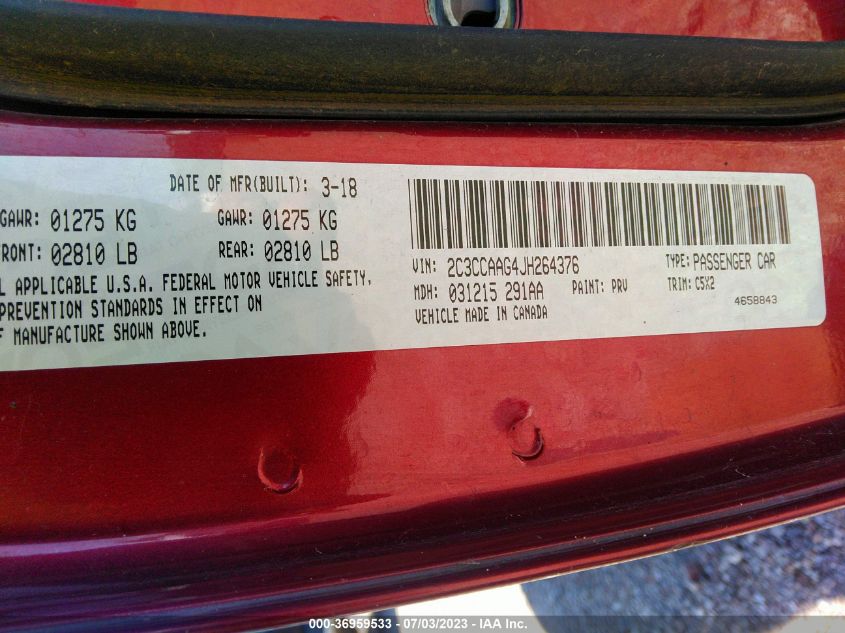 DATE OF MFR(BUILT): 3-18
GAWR: 01275 KG GAWR: 01275 KG
FRONT: 02810 LB REAR: 02810 LB
APPLICABLE U.S.A. FEDERAL MOTOR VEHICLE SAFETY,
PREVENTION STANDARDS IN EFFECT ON
MANUFACTURE SHOWN ABOVE.
VIN: 2C3CCAAG4JH264376 TYPE: PASSENGER CAR
MDH: 031215 291AA PAINT: PRV TRIM: C5X2
VEHICLE MADE IN CANADA 4658843
000-36959533 — 07/03/2023 — IAA Inc.